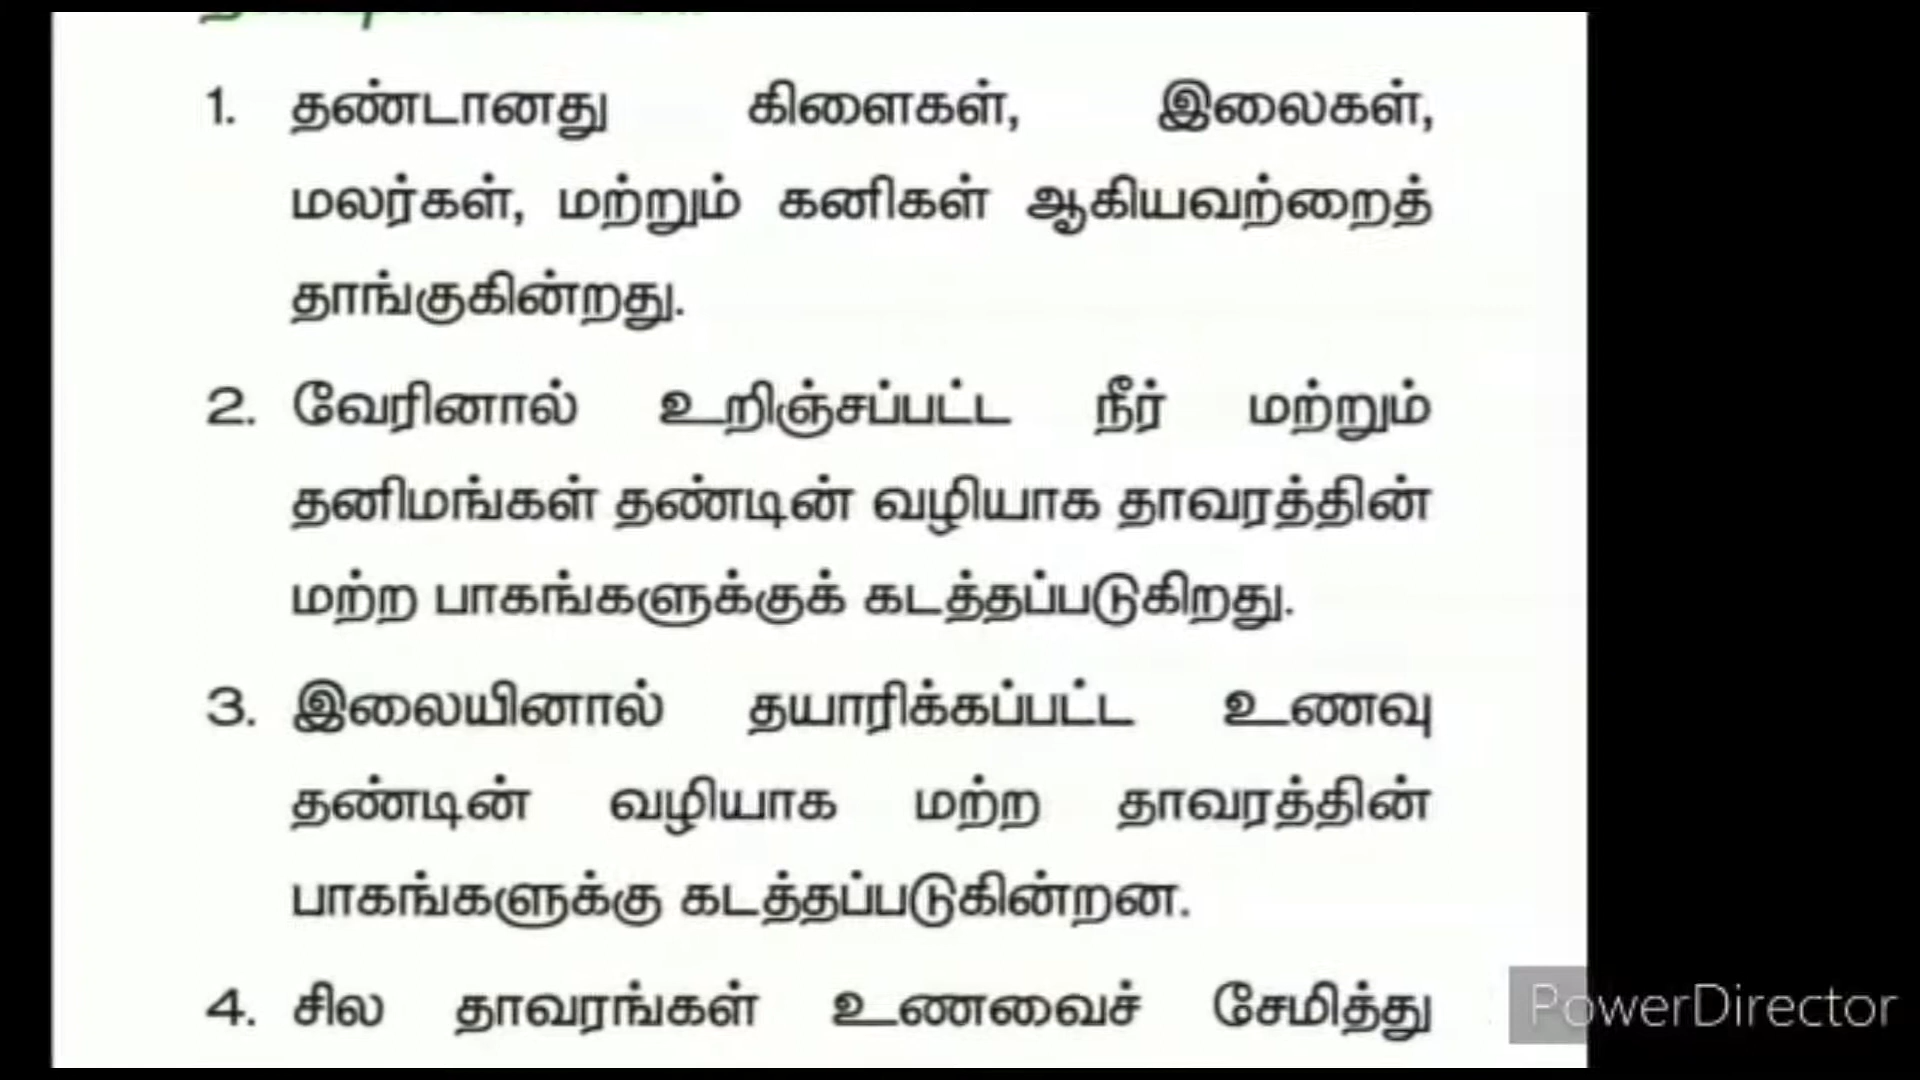 1. தண்டானது கிளைகள், இலைகள்,
மலர்கள், மற்றும் கனிகள் ஆகியவற்றைத்
தாங்குகின்றது.
2. வேரினால் உறிஞ்சப்பட்ட நீர் மற்றும்
தனிமங்கள் தண்டின் வழியாக தாவரத்தின்
மற்ற பாகங்களுக்குக் கடத்தப்படுகிறது.
3. இலையினால் தயாரிக்கப்பட்ட உணவு
தண்டின் வழியாக மற்ற தாவரத்தின்
பாகங்களுக்கு கடத்தப்படுகின்றன.
4. சில தாவரங்கள் உணவைச் சேமித்து
PowerDirector